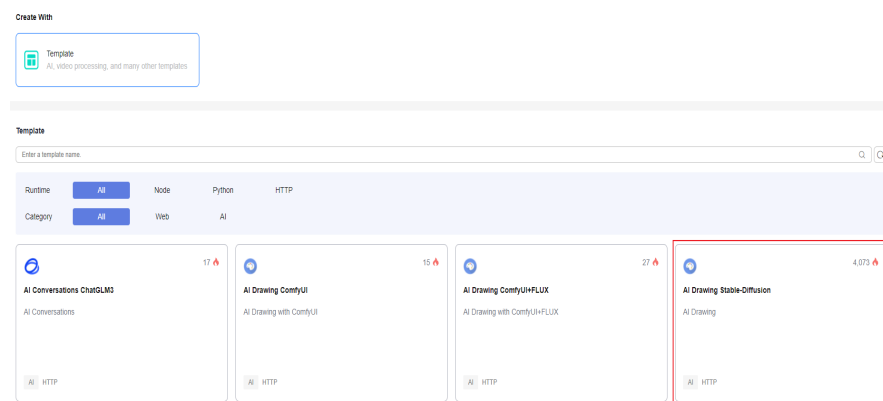 Create With
Template
AI, video processing, and many other templates
Template
Enter a template name.
Runtime All Node Python HTTP
Category All Web AI
17 15 27 4,073
AI Conversations ChatGLM3 AI Drawing ComfyUI AI Drawing ComfyUI+FLUX AI Drawing Stable-Diffusion
AI Conversations AI Drawing with ComfyUI AI Drawing with ComfyUI+FLUX AI Drawing
AI HTTP AI HTTP AI HTTP AI HTTP